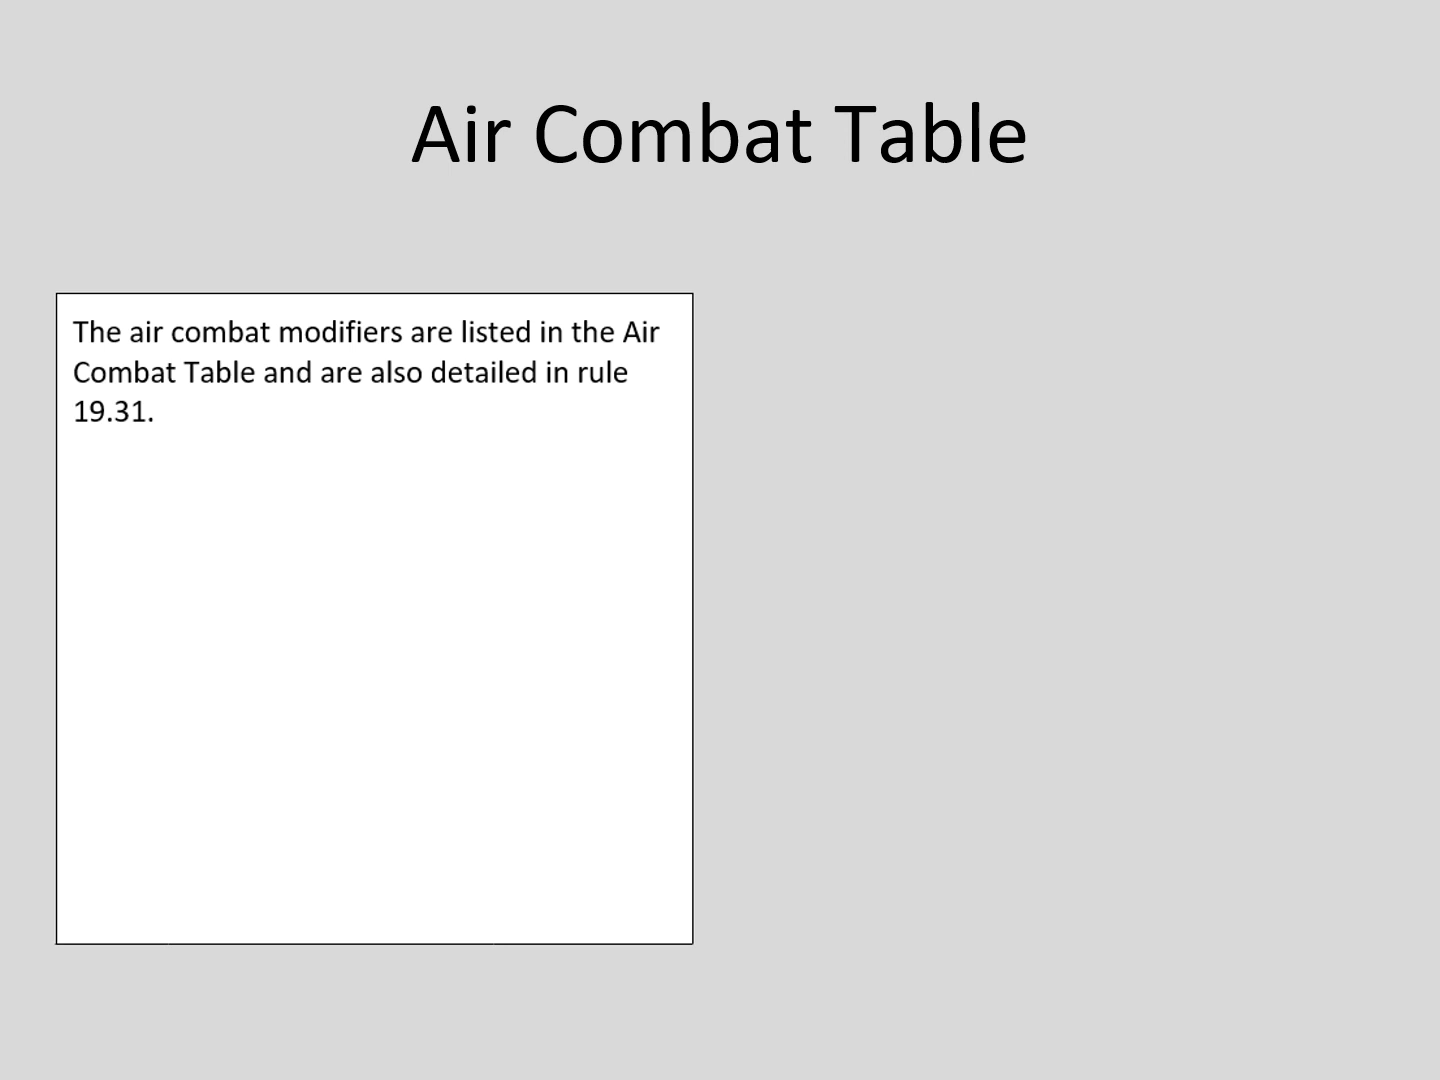 Air Combat Table
The air combat modifiers are listed in the Air
Combat Table and are also detailed in rule
19.31.